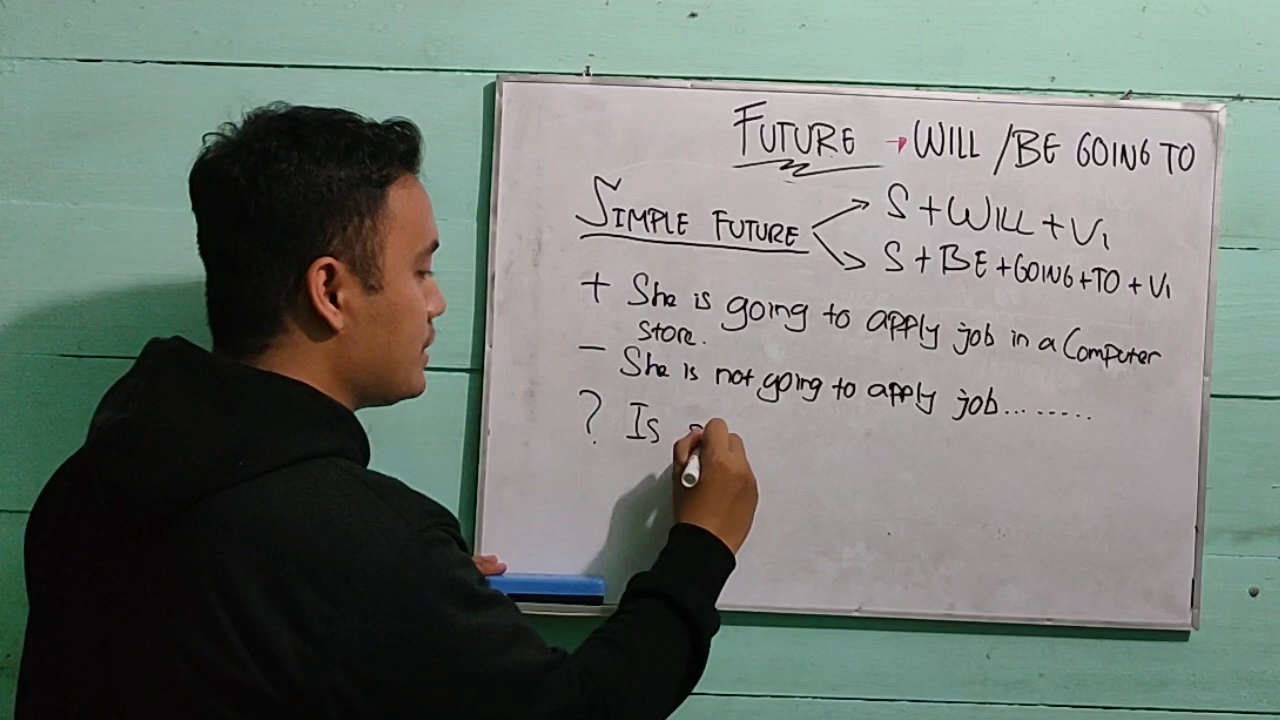 FUTURE → WILL / BE GOING TO
SIMPLE FUTURE
S + WILL + V1
S + BE + GOING + TO + V1
+ She is going to apply job in a Computer
store.
- She is not going to apply job........
? Is